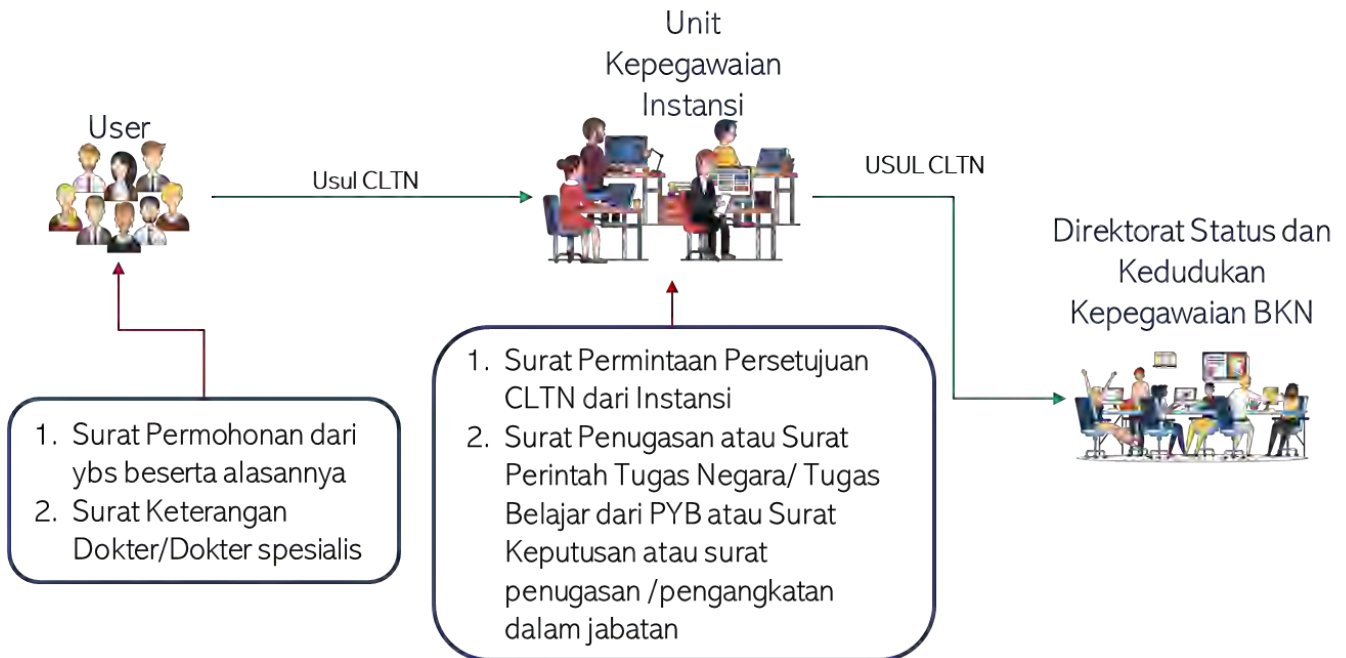 User
Usul CLTN
Unit
Kepegawaian
Instansi
USUL CLTN
Direktorat Status dan
Kedudukan
Kepegawaian BKN
1. Surat Permohonan dari
ybs beserta alasannya
2. Surat Keterangan
Dokter/Dokter spesialis
1. Surat Permintaan Persetujuan
CLTN dari Instansi
2. Surat Penugasan atau Surat
Perintah Tugas Negara/ Tugas
Belajar dari PYB atau Surat
Keputusan atau surat
penugasan /pengangkatan
dalam jabatan